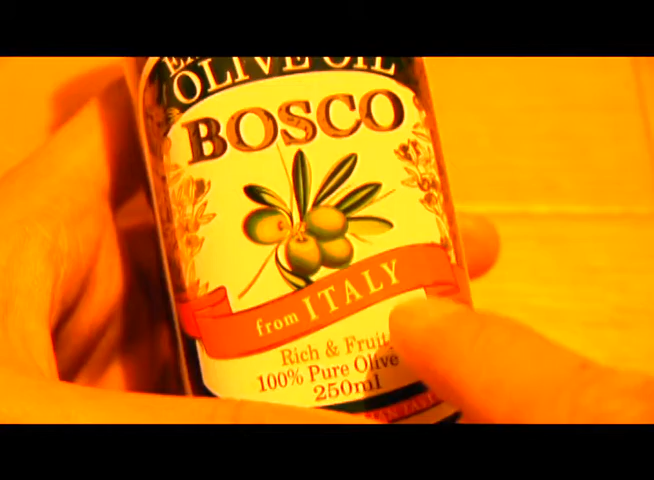 OLIVE OIL
BOSCO
from ITALY
Rich & Fruit
100% Pure Olive
250ml